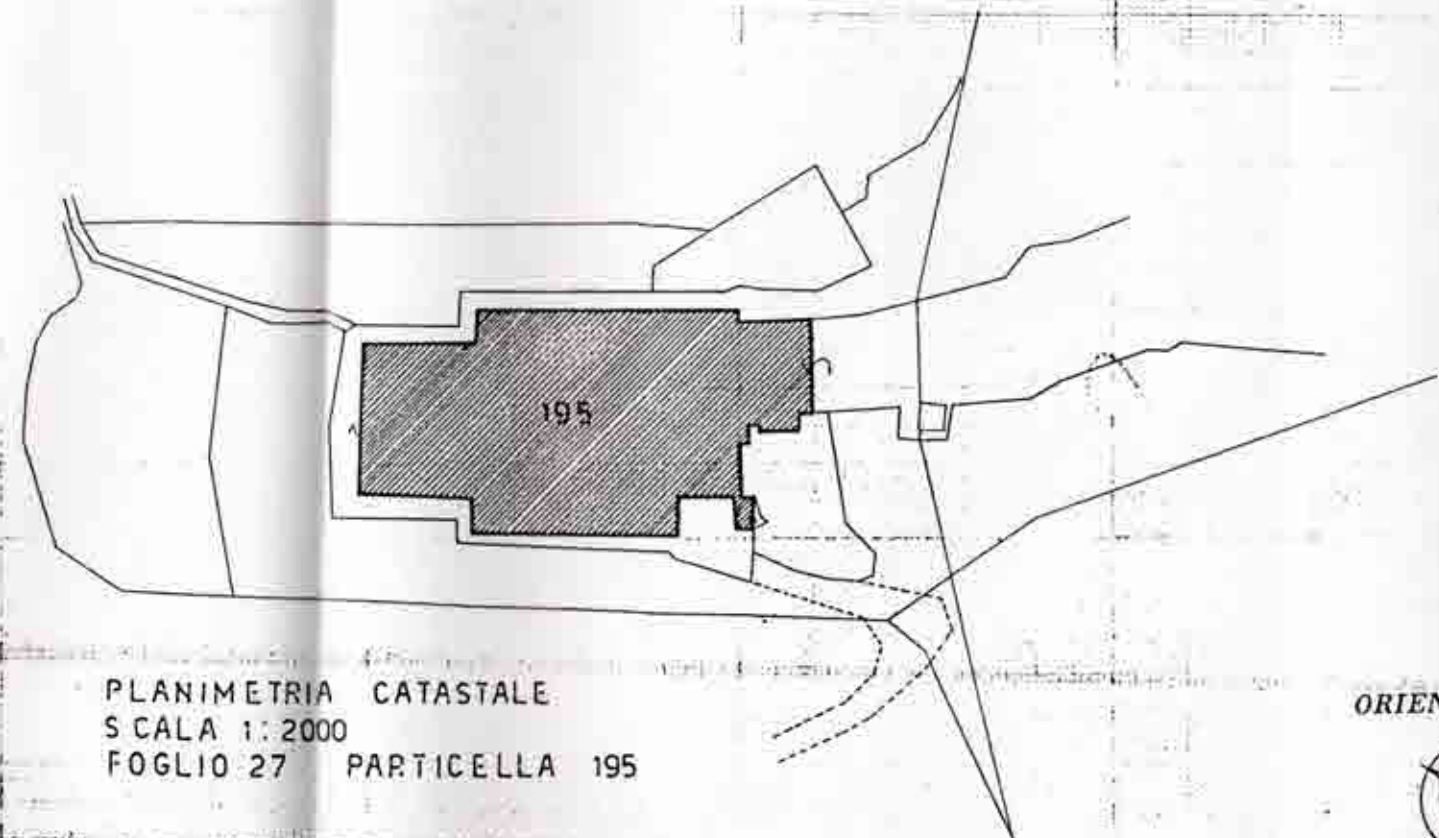 195
PLANIMETRIA CATASTALE
SCALA 1:2000
FOGLIO 27 PARTICELLA 195
ORIEN